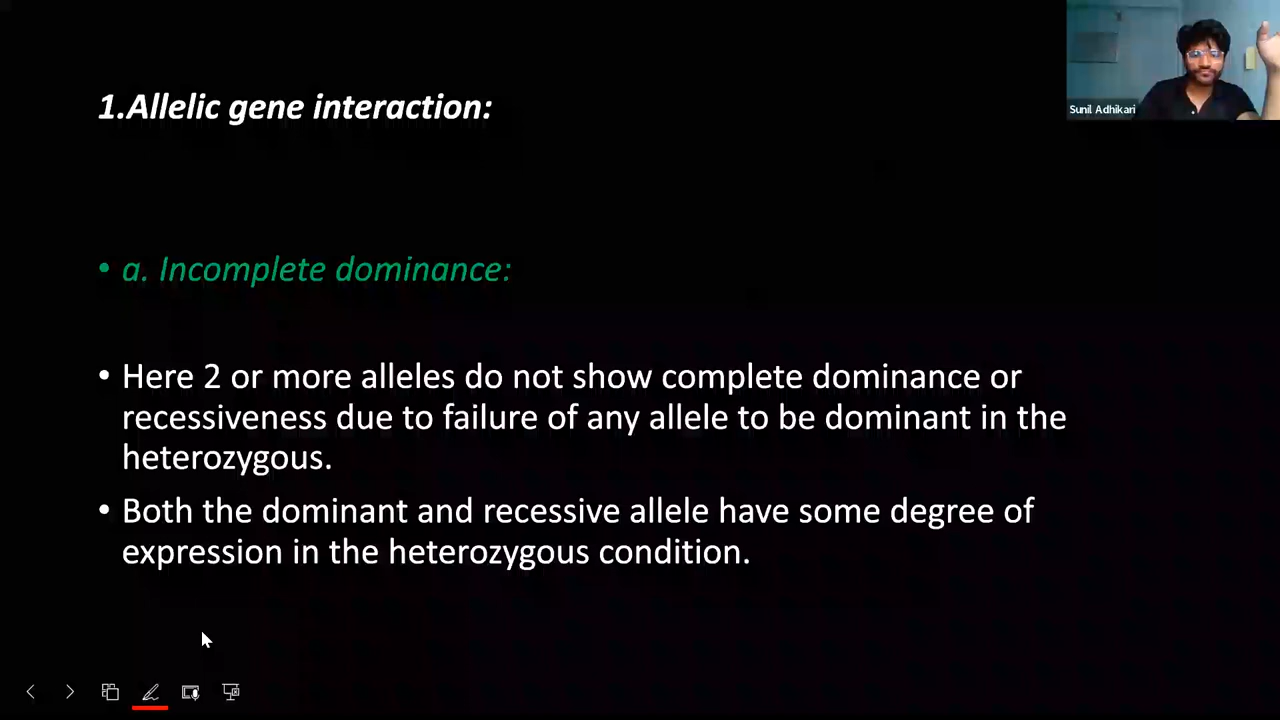 Sunil Adhikari
1.Allelic gene interaction:
• a. Incomplete dominance:
• Here 2 or more alleles do not show complete dominance or
recessiveness due to failure of any allele to be dominant in the
heterozygous.
• Both the dominant and recessive allele have some degree of
expression in the heterozygous condition.